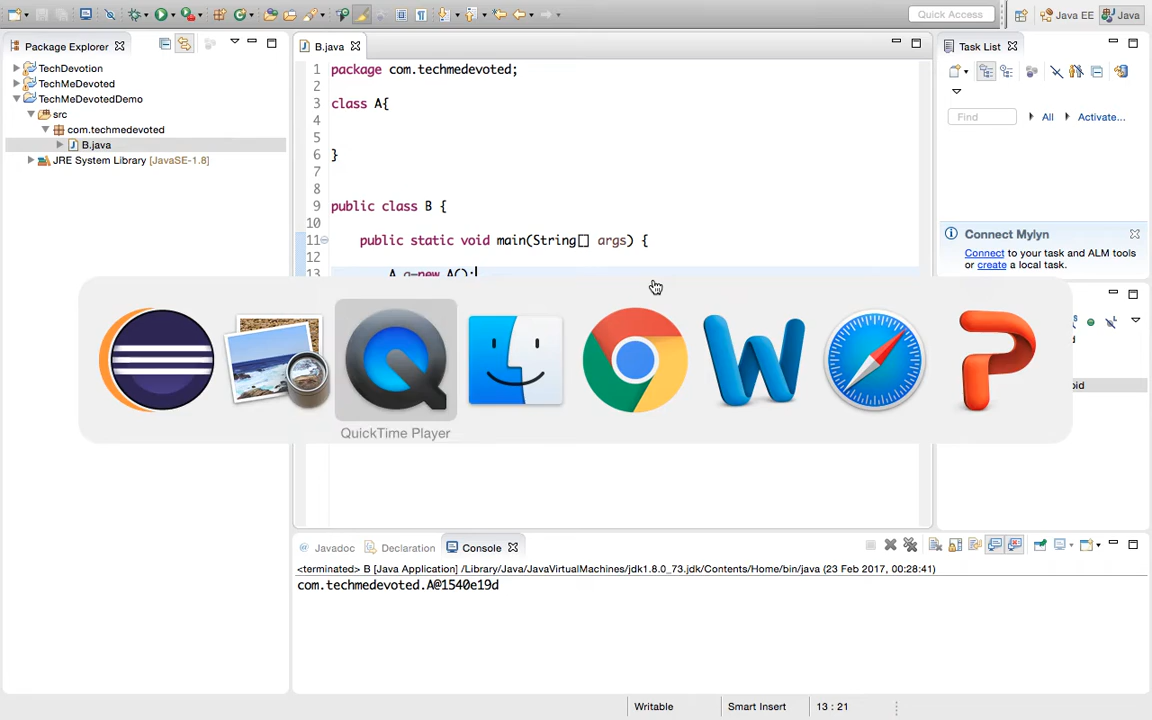 Quick Access
Java EE
Java
Package Explorer
TechDevotion
TechMeDevoted
TechMeDevotedDemo
src
com.techmedevoted
B.java
JRE System Library [JavaSE-1.8]
B.java
1 package com.techmedevoted;
2
3 class A{
4
5
6 }
7
8
9 public class B {
10
11 public static void main(String[] args) {
12
13 A a=new A();
QuickTime Player
Task List
Find
All
Activate...
Connect Mylyn
Connect to your task and ALM tools
or create a local task.
Javadoc
Declaration
Console
<terminated> B [Java Application] /Library/Java/JavaVirtualMachines/jdk1.8.0_73.jdk/Contents/Home/bin/java (23 Feb 2017, 00:28:41)
com.techmedevoted.A@1540e19d
Writable
Smart Insert
13 : 21